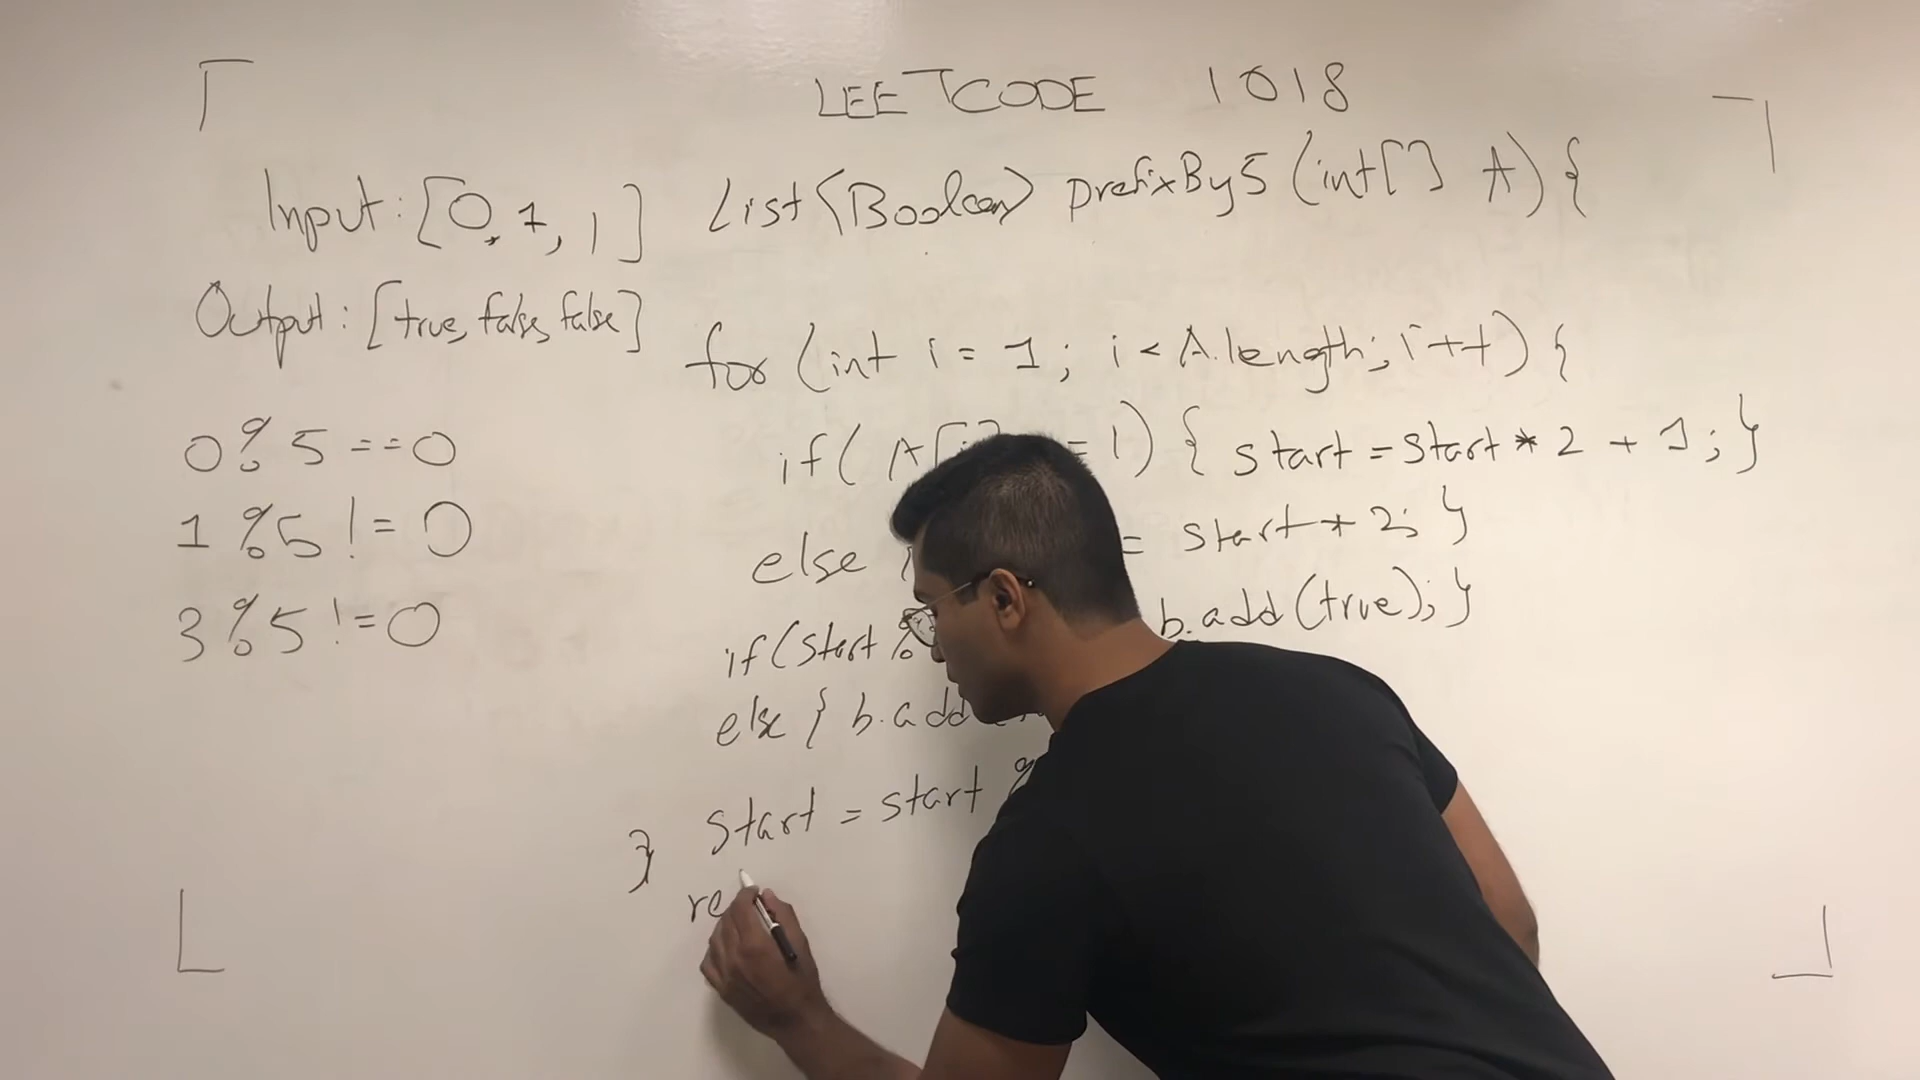 LEETCODE 1018
Input: [0, 1, 1]
Output: [true, false, false]
0 % 5 == 0
1 % 5 != 0
3 % 5 != 0
List<Boolean> prefixBy5 (int[] A) {
for (int i = 1; i < A.length; i++) {
if ( A[i] = 1) { start = start * 2 + 1; }
else = start * 2; }
if (start % b.add(true); }
else { b.add
start = start %
}
re